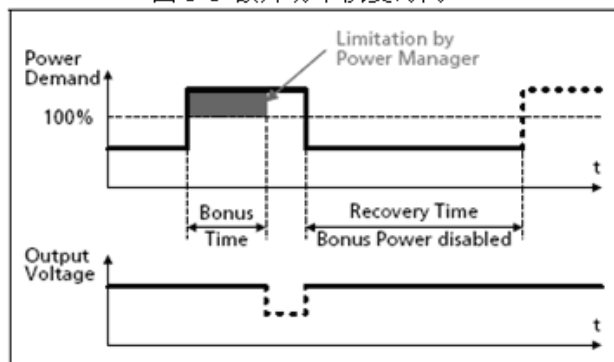 Limitation by
Power Manager
Power
Demand
100%
t
Bonus
Time
Recovery Time
Bonus Power disabled
Output
Voltage
t